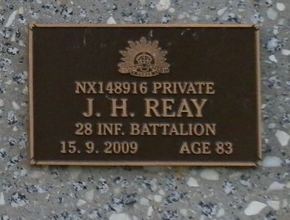 NX148916 PRIVATE
J. H. REAY
28 INF. BATTALION
15. 9. 2009 AGE 83